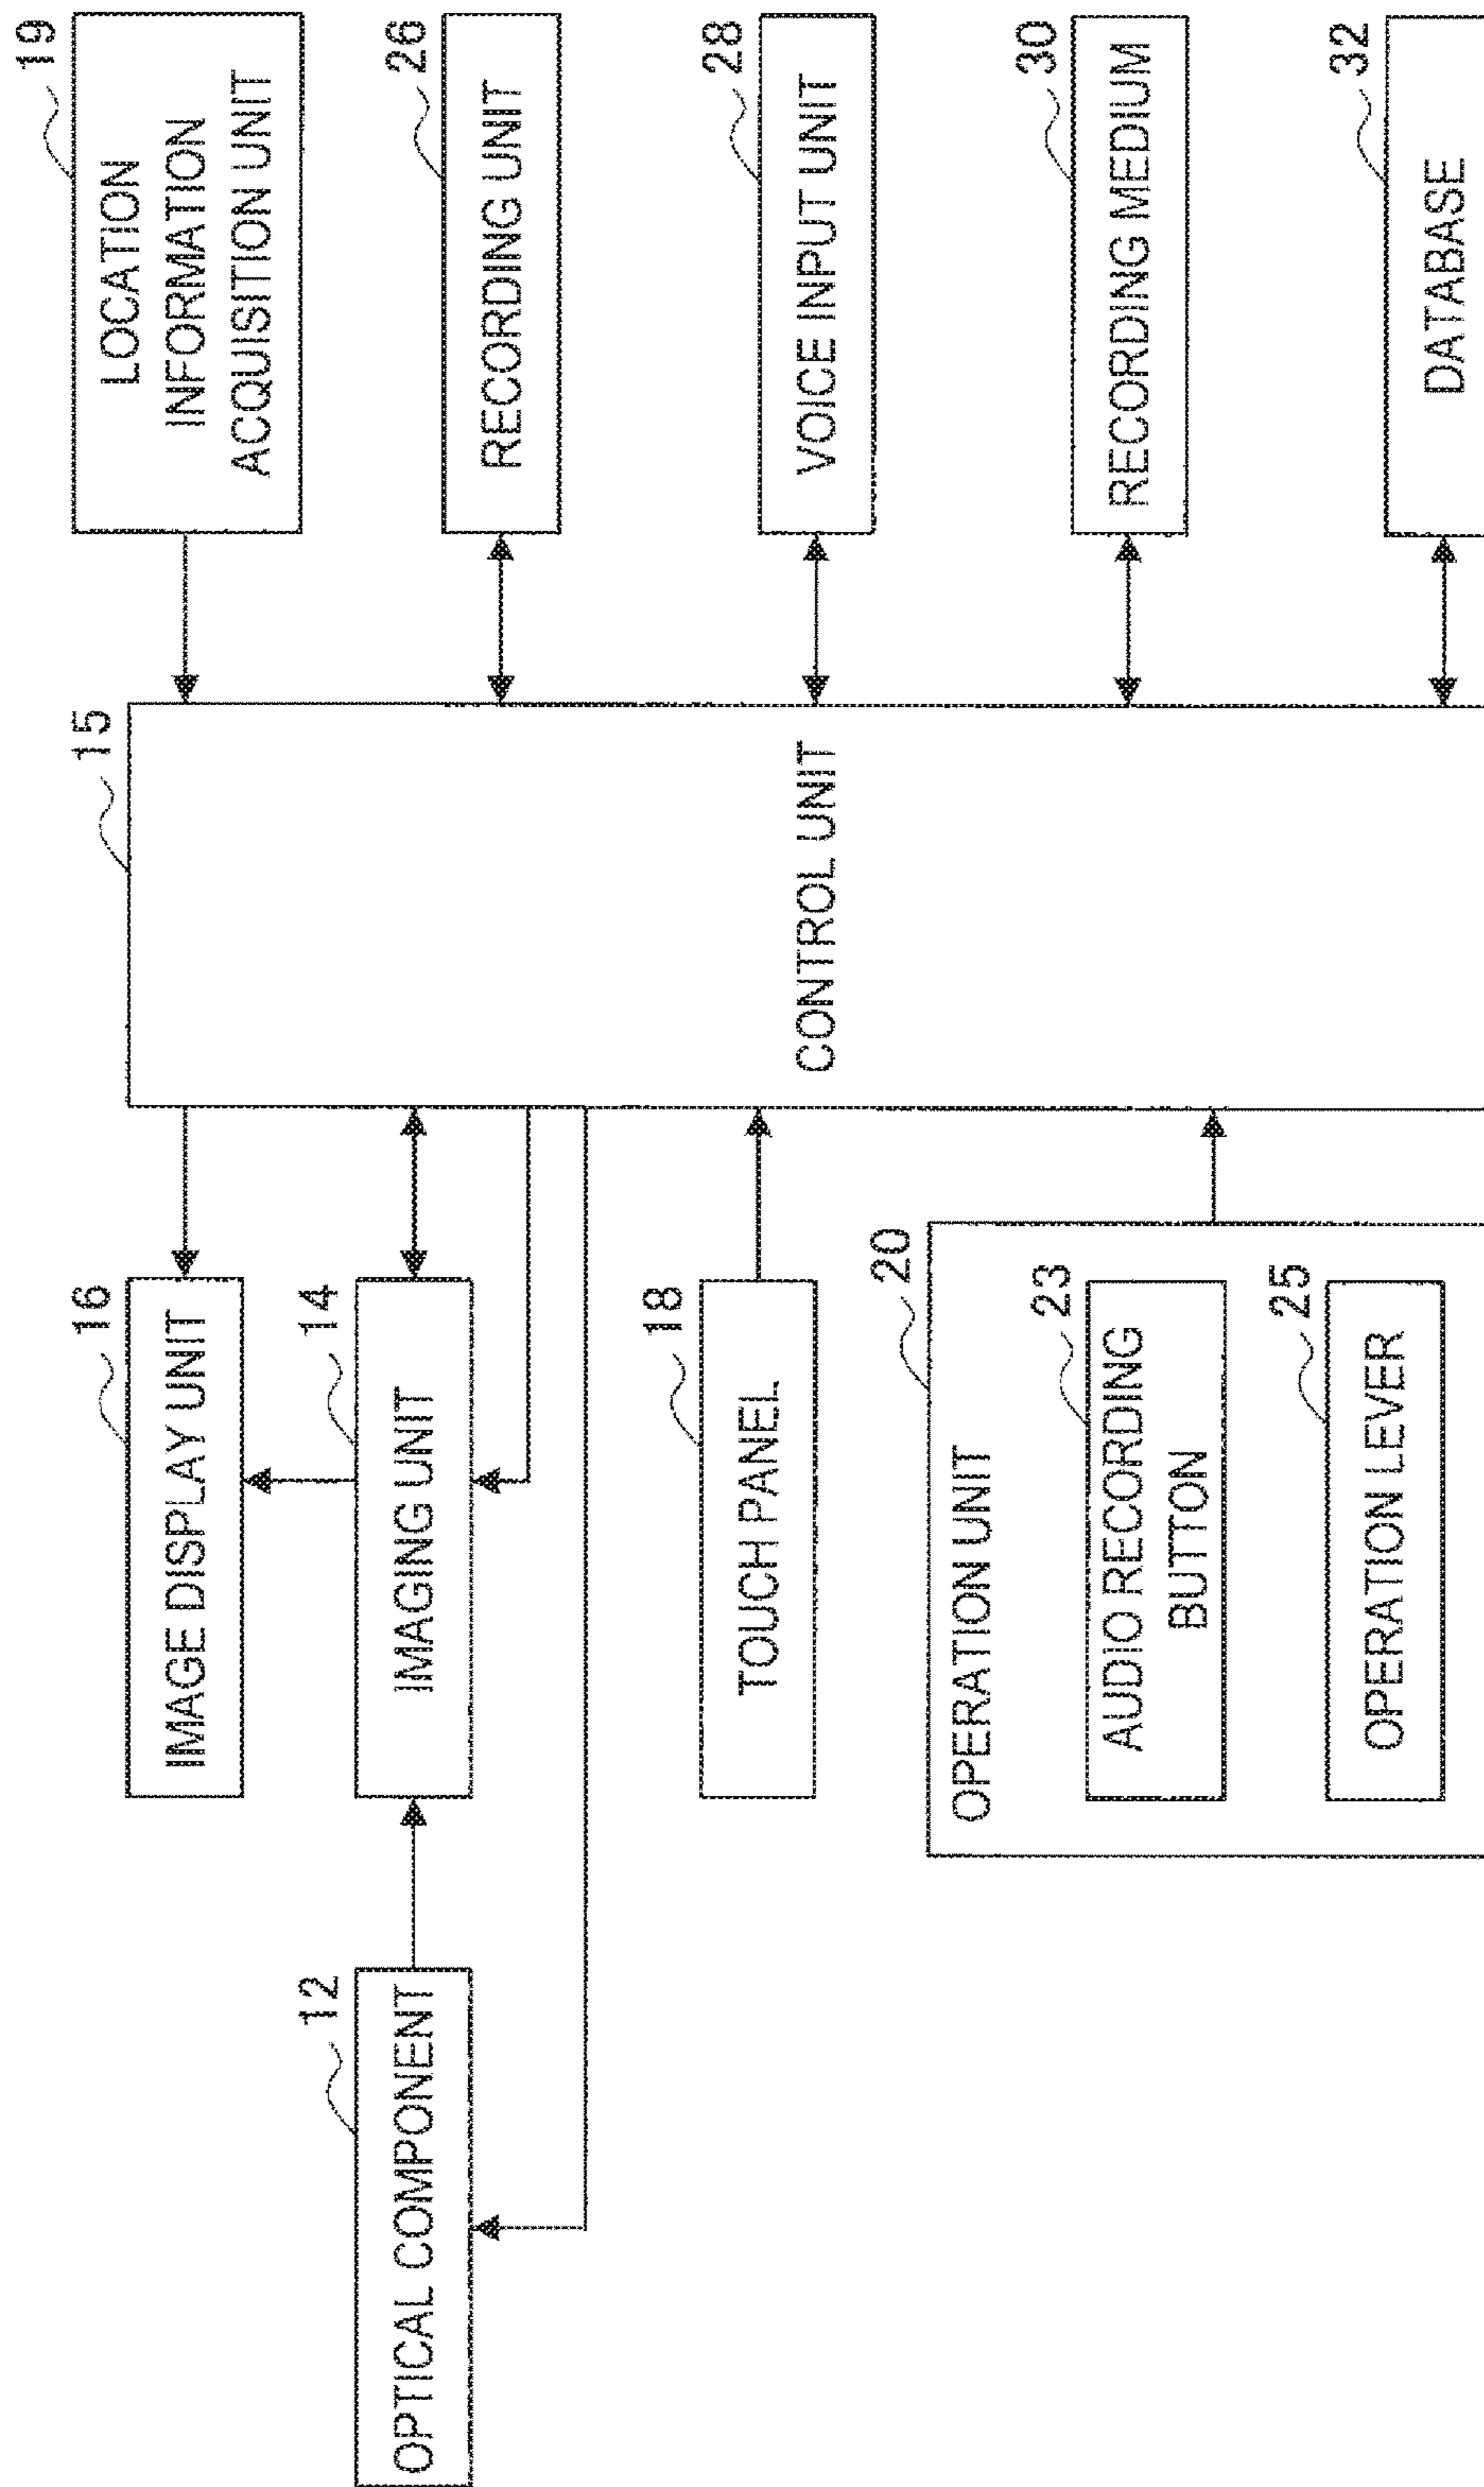 19
LOCATION
INFORMATION
ACQUISITION UNIT
26
RECORDING UNIT
28
VOICE INPUT UNIT
30
RECORDING MEDIUM
32
DATABASE
15
CONTROL UNIT
16
IMAGE DISPLAY UNIT
14
IMAGING UNIT
18
TOUCH PANEL
20
OPERATION UNIT
23
AUDIO RECORDING
BUTTON
25
OPERATION LEVER
12
OPTICAL COMPONENT